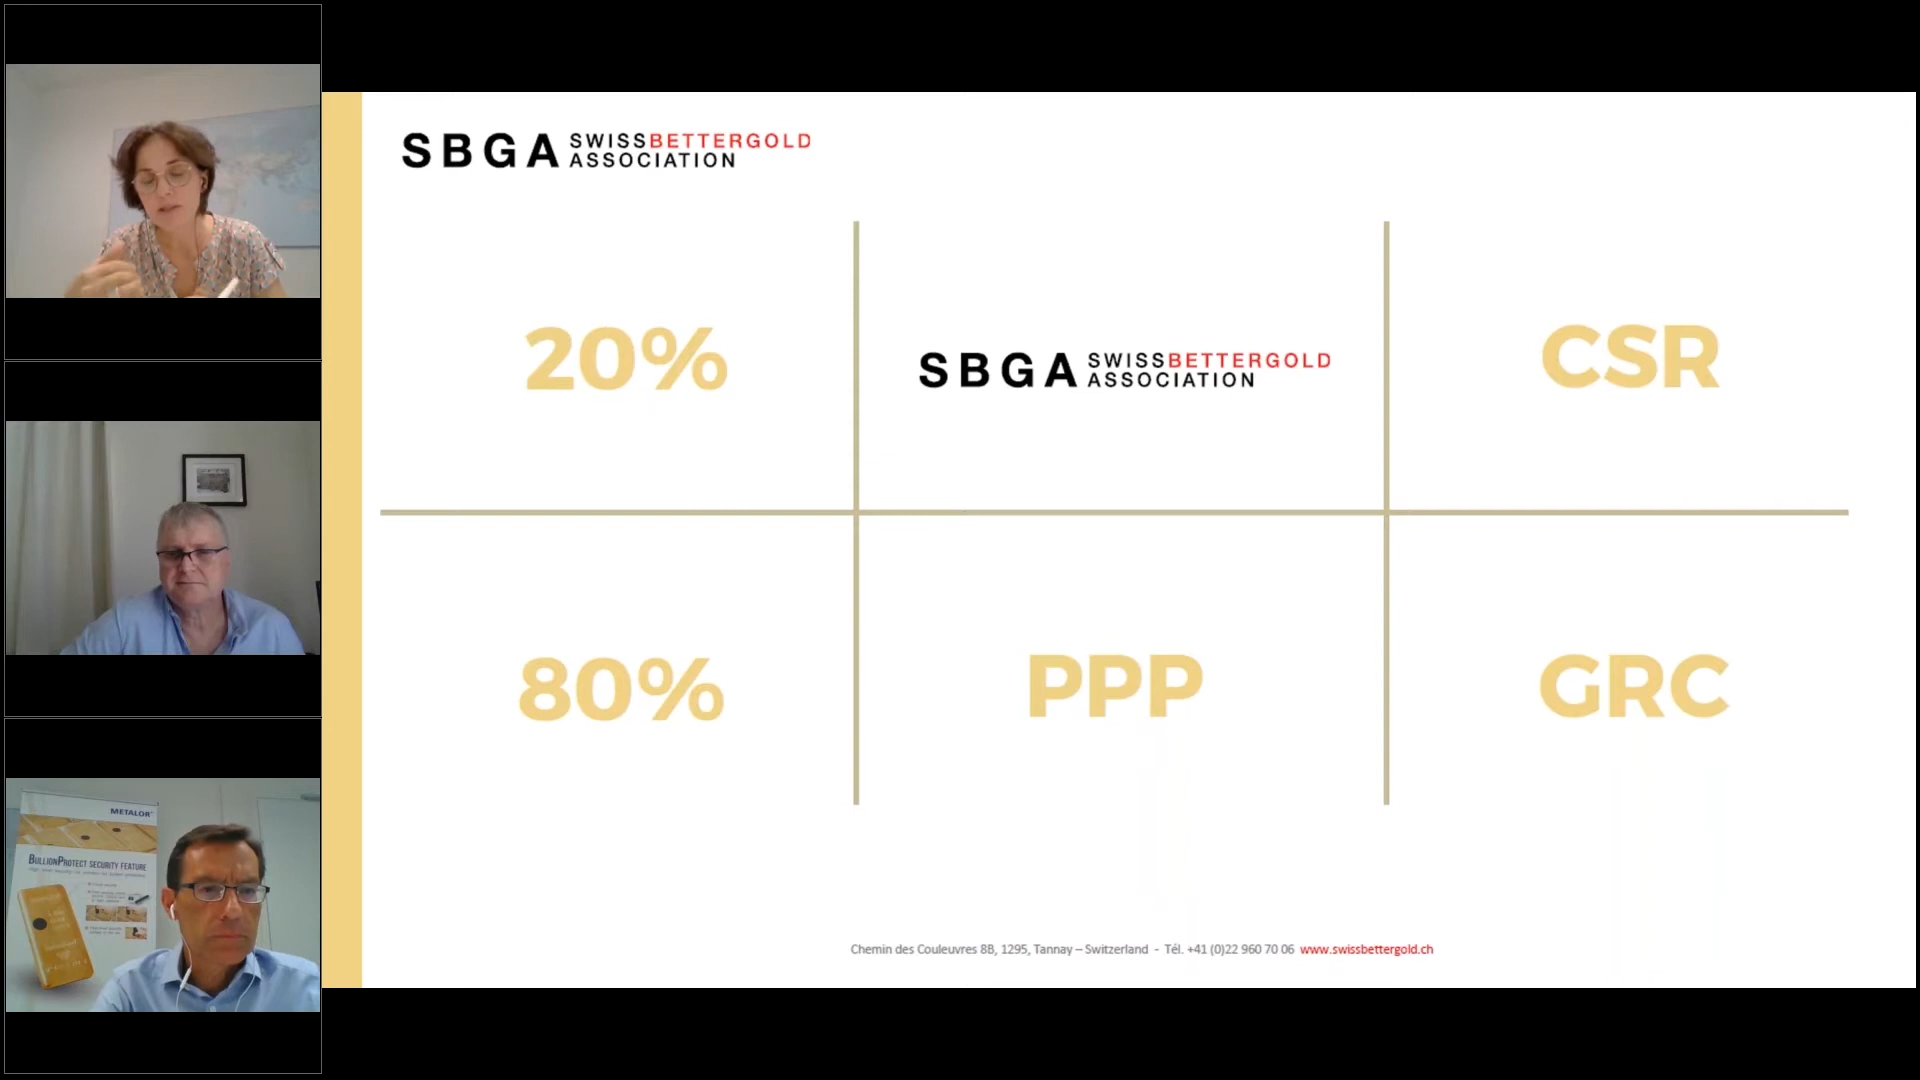 SBGA SWISSBETTERGOLD
ASSOCIATION
20%
SBGA SWISSBETTERGOLD
ASSOCIATION
CSR
80%
PPP
GRC
Chemin des Couleuvres 8B, 1295, Tannay – Switzerland - Tél. +41 (0)22 960 70 06 www.swissbettergold.ch
METALOR
BULLIONPROTECT SECURITY FEATURE